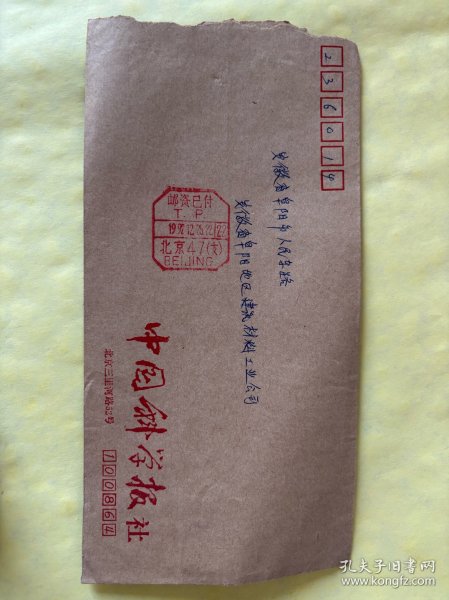 236014
安徽省阜阳市人民东路
安徽省阜阳地区建筑材料工业公司
邮资已付
T.P.
北京47(支)
BEIJING
中国科学报社
北京三里河路52号
100864
孔夫子旧书网
www.kongfz.com